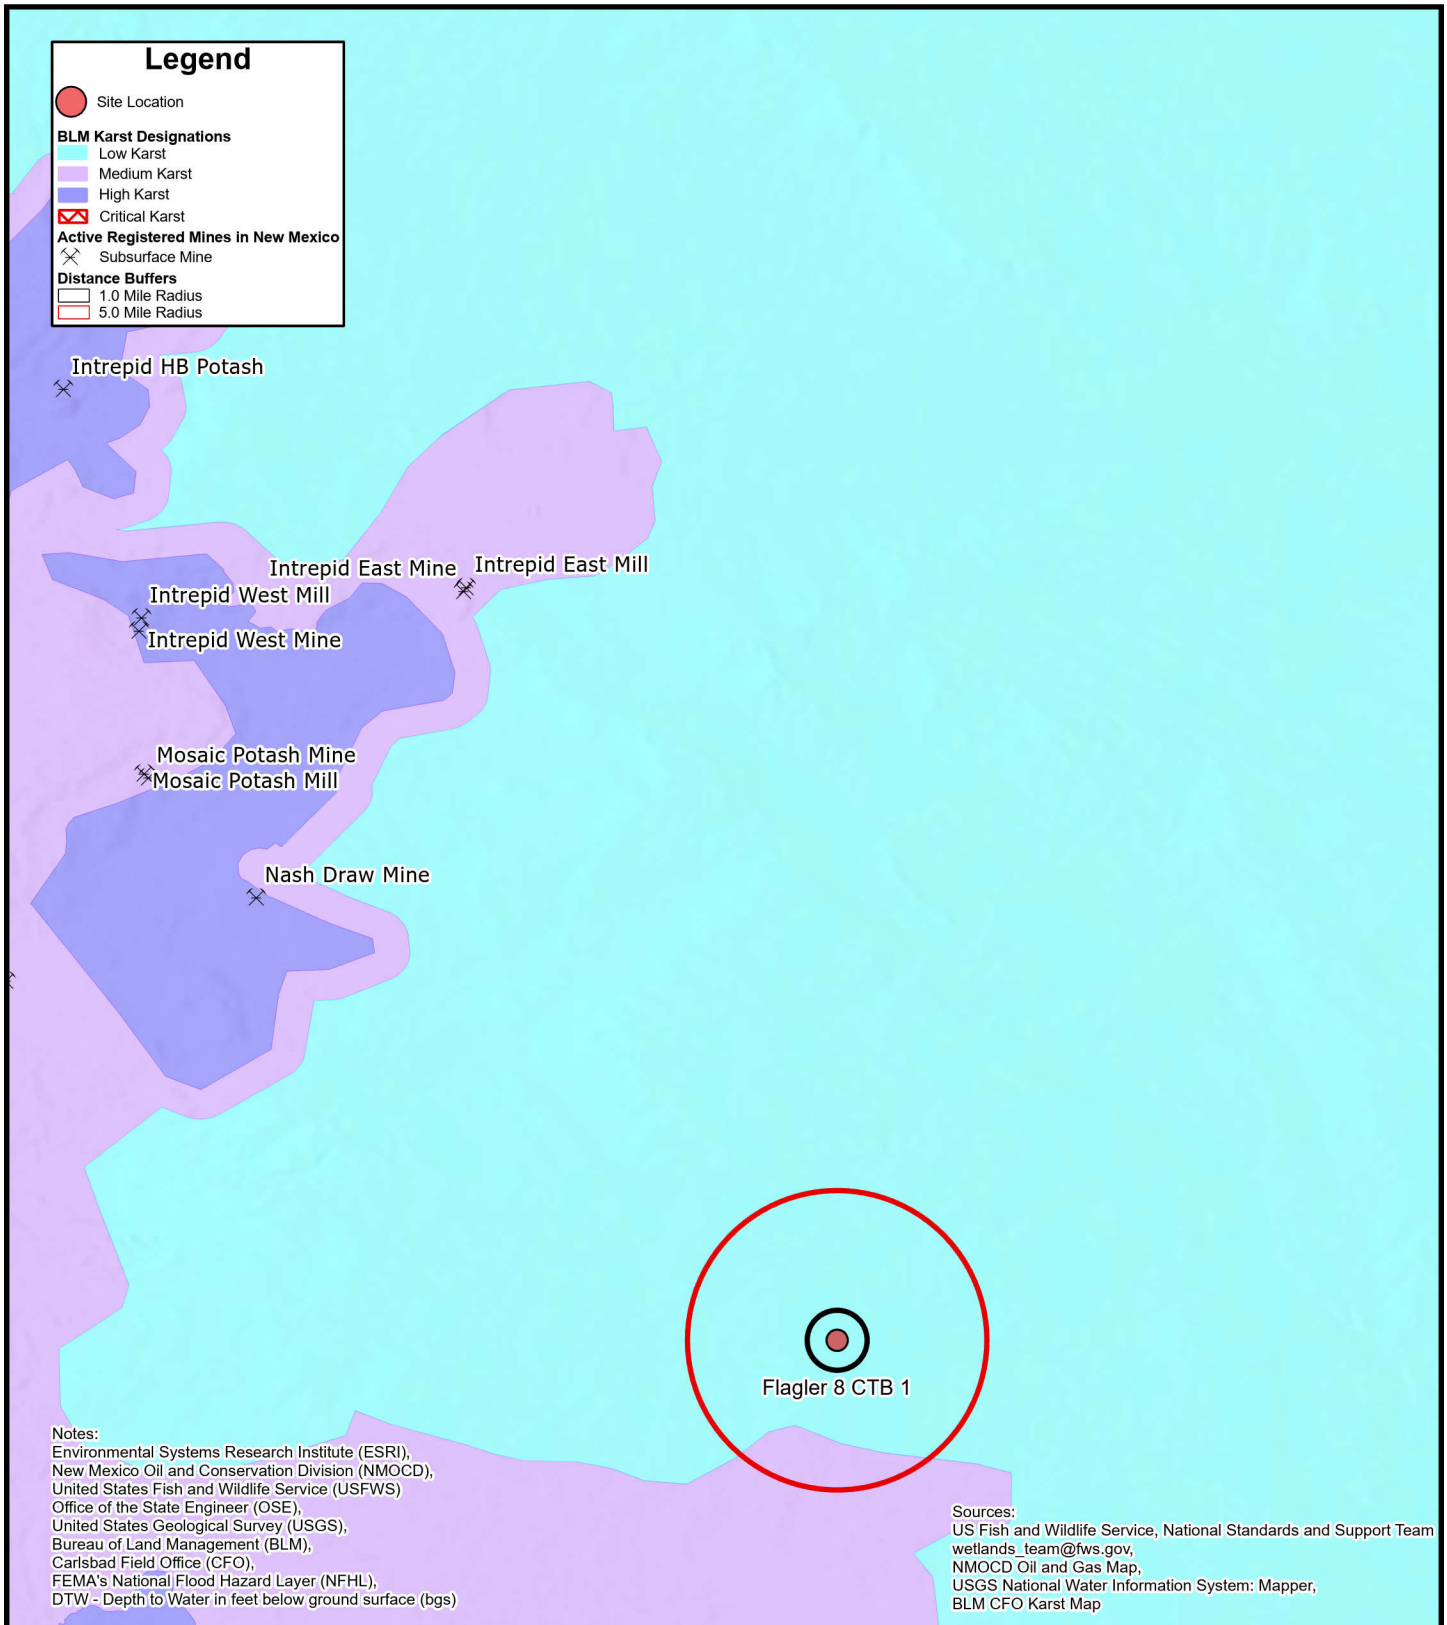 Legend
Site Location
BLM Karst Designations
Low Karst
Medium Karst
High Karst
Critical Karst
Active Registered Mines in New Mexico
Subsurface Mine
Distance Buffers
1.0 Mile Radius
5.0 Mile Radius
Intrepid HB Potash
Intrepid East Mine
Intrepid East Mill
Intrepid West Mill
Intrepid West Mine
Mosaic Potash Mine
Mosaic Potash Mill
Nash Draw Mine
Flagler 8 CTB 1
Notes:
Environmental Systems Research Institute (ESRI),
New Mexico Oil and Conservation Division (NMOCD),
United States Fish and Wildlife Service (USFWS)
Office of the State Engineer (OSE),
United States Geological Survey (USGS),
Bureau of Land Management (BLM),
Carlsbad Field Office (CFO),
FEMA's National Flood Hazard Layer (NFHL),
DTW - Depth to Water in feet below ground surface (bgs)
Sources:
US Fish and Wildlife Service, National Standards and Support Team
wetlands_team@fws.gov,
NMOCD Oil and Gas Map,
USGS National Water Information System: Mapper,
BLM CFO Karst Map